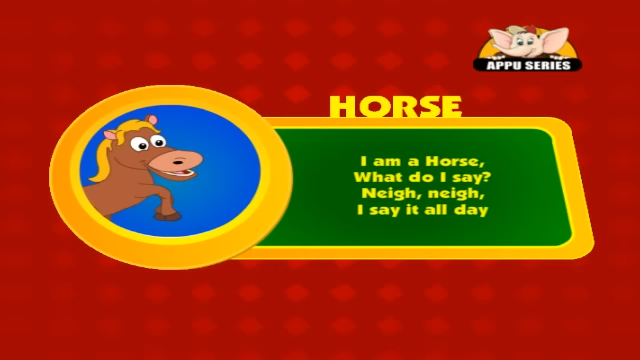 APPU SERIES
HORSE
I am a Horse,
What do I say?
Neigh, neigh,
I say it all day